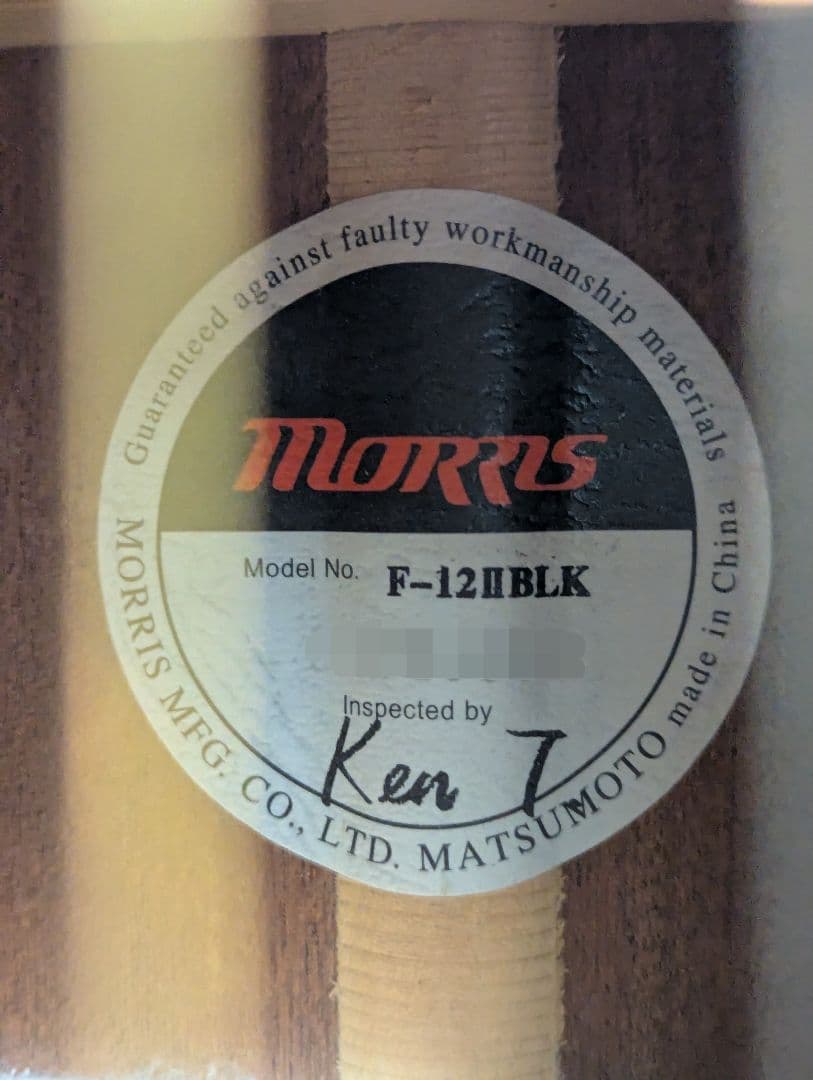 Guaranteed against faulty workmanship materials
MORRIS
Model No. F-12ⅡBLK
Inspected by
Ken T
MORRIS MFG. CO., LTD. MATSUMOTO made in China